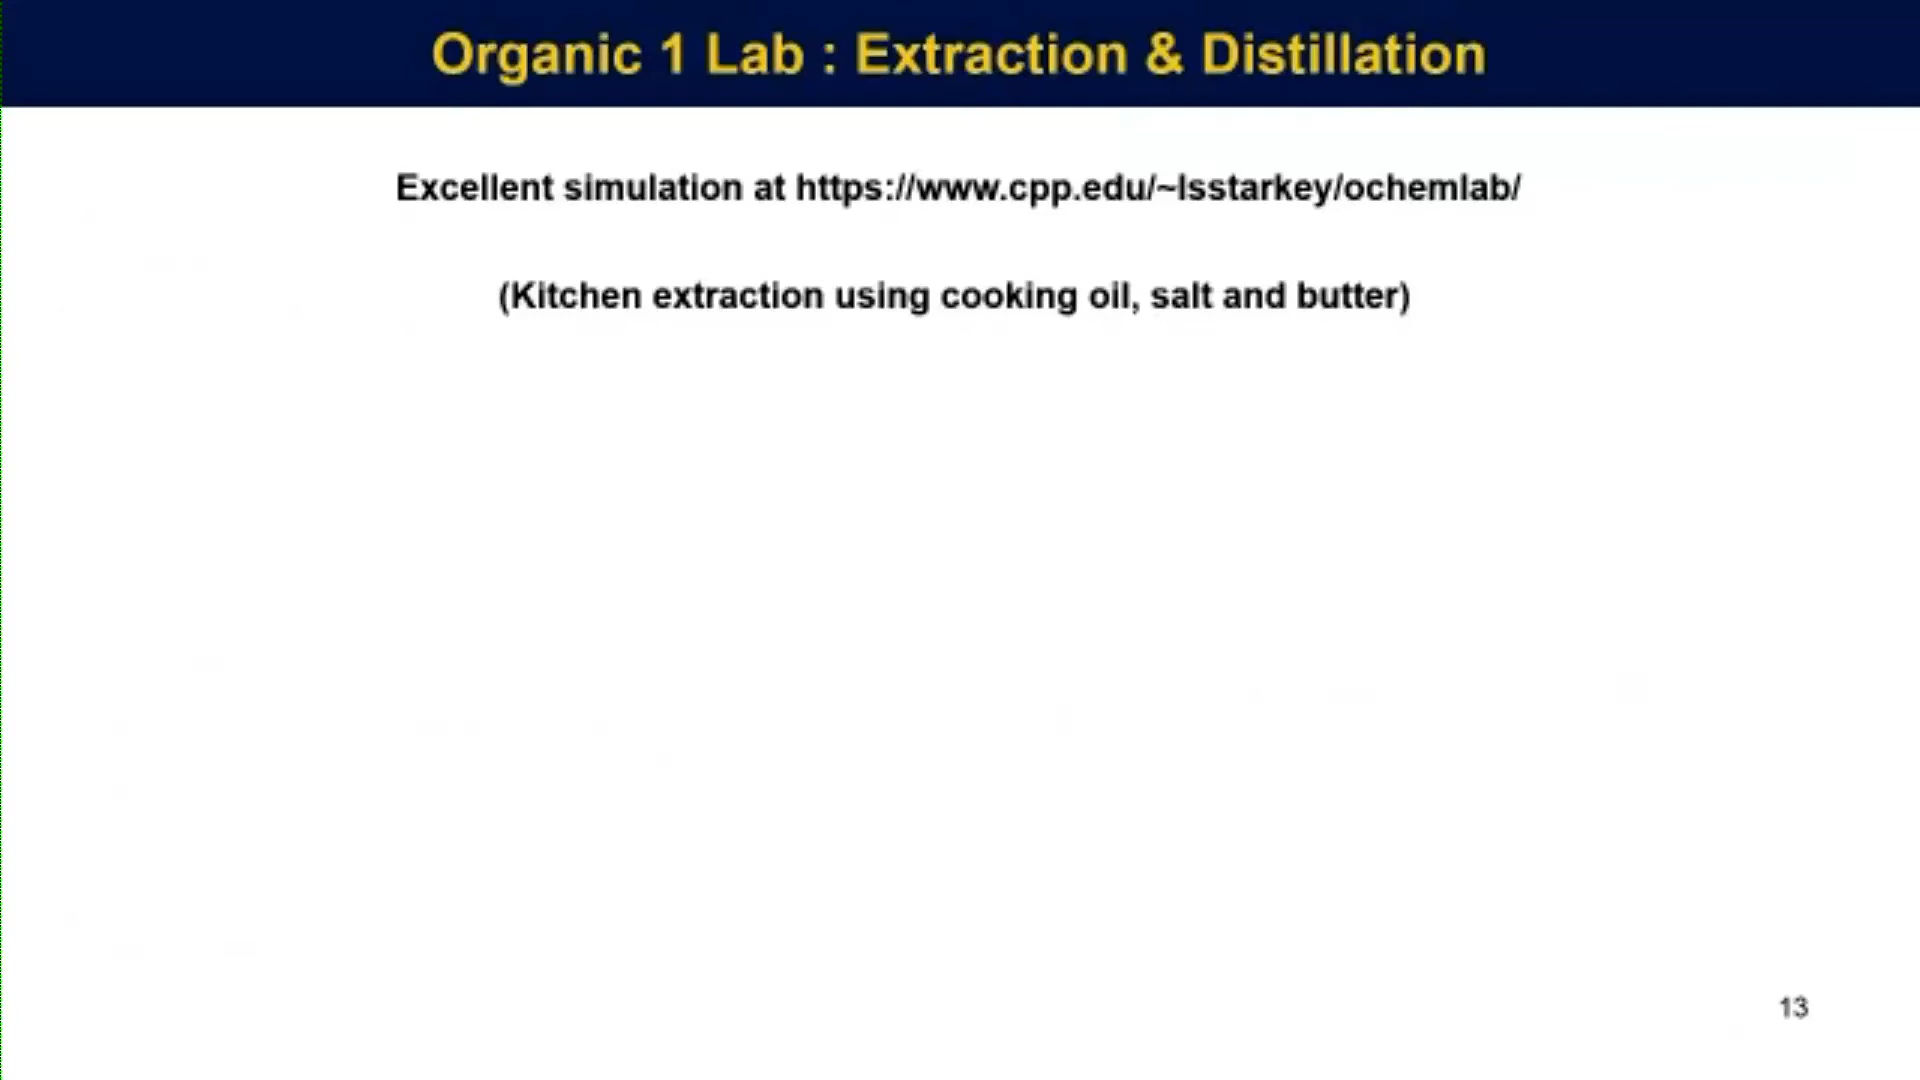 Organic 1 Lab : Extraction & Distillation
Excellent simulation at https://www.cpp.edu/~lsstarkey/ochemlab/
(Kitchen extraction using cooking oil, salt and butter)
13